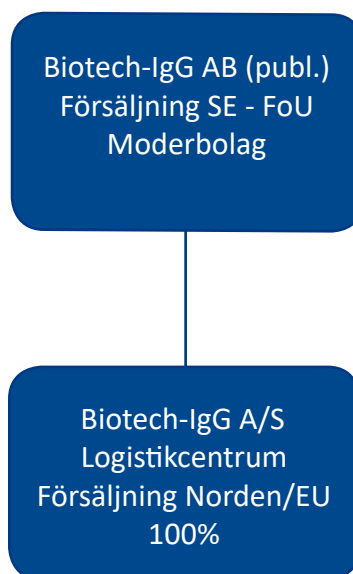 Biotech-IgG AB (publ.)
Försäljning SE - FoU
Moderbolag
Biotech-IgG A/S
Logistikcentrum
Försäljning Norden/EU
100%